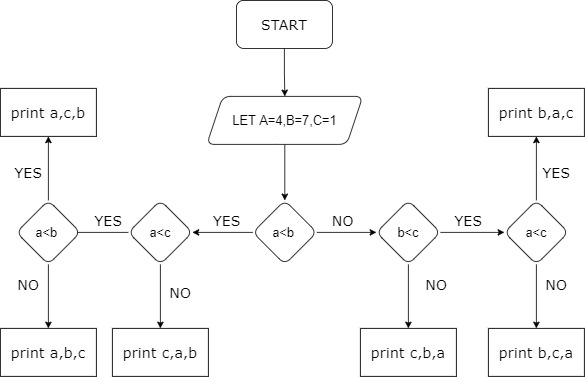 START
LET A=4,B=7,C=1
print a,c,b
print b,a,c
YES
YES
a<b
YES
a<c
YES
a<b
NO
b<c
YES
a<c
NO
NO
NO
NO
print a,b,c
print c,a,b
print c,b,a
print b,c,a